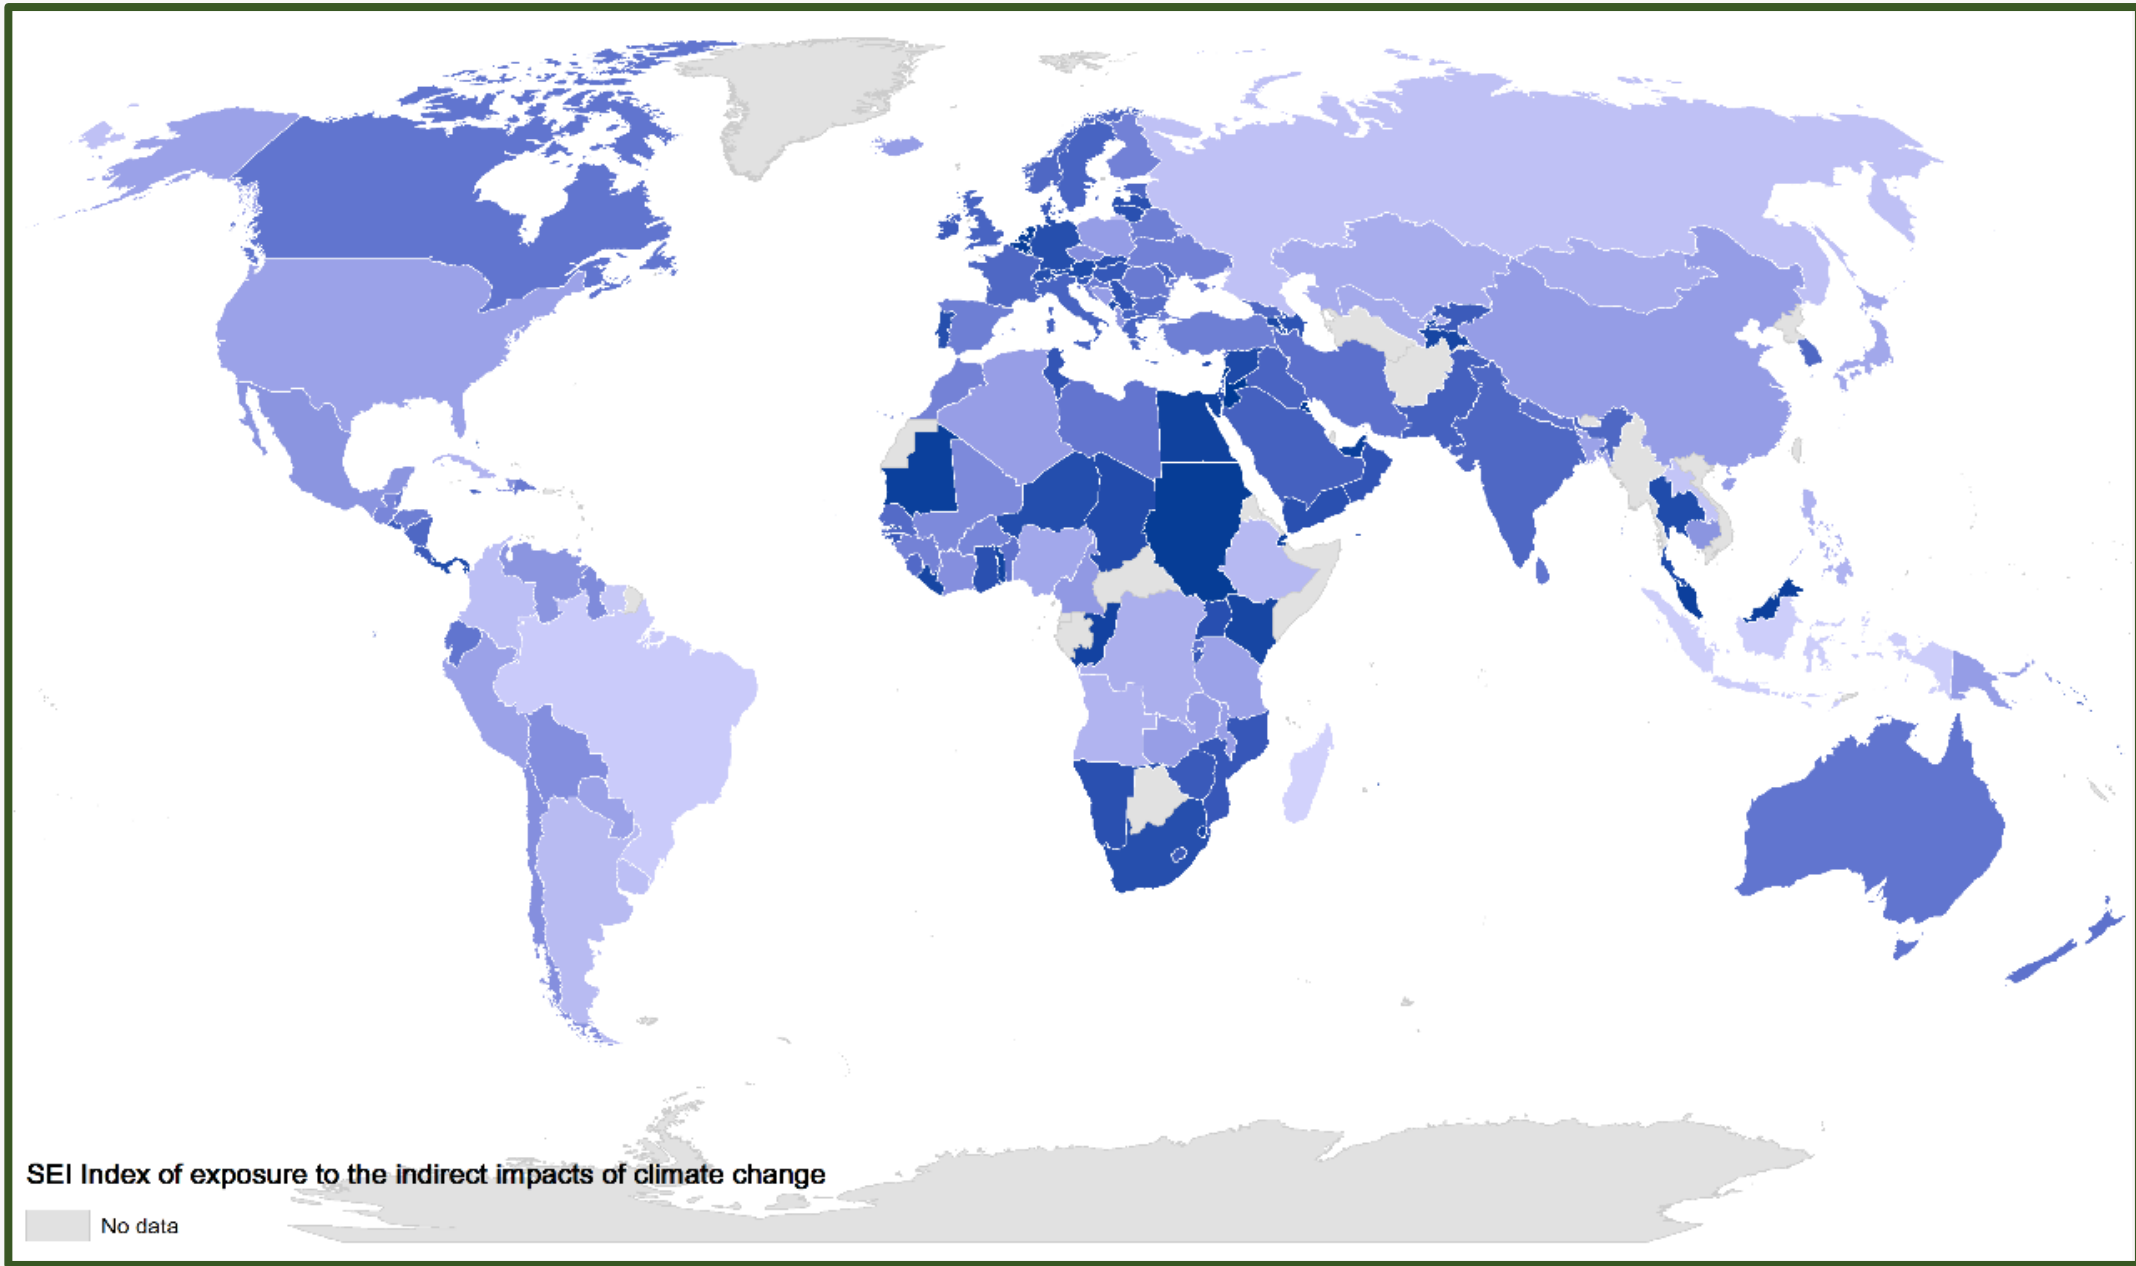 SEI Index of exposure to the indirect impacts of climate change
No data